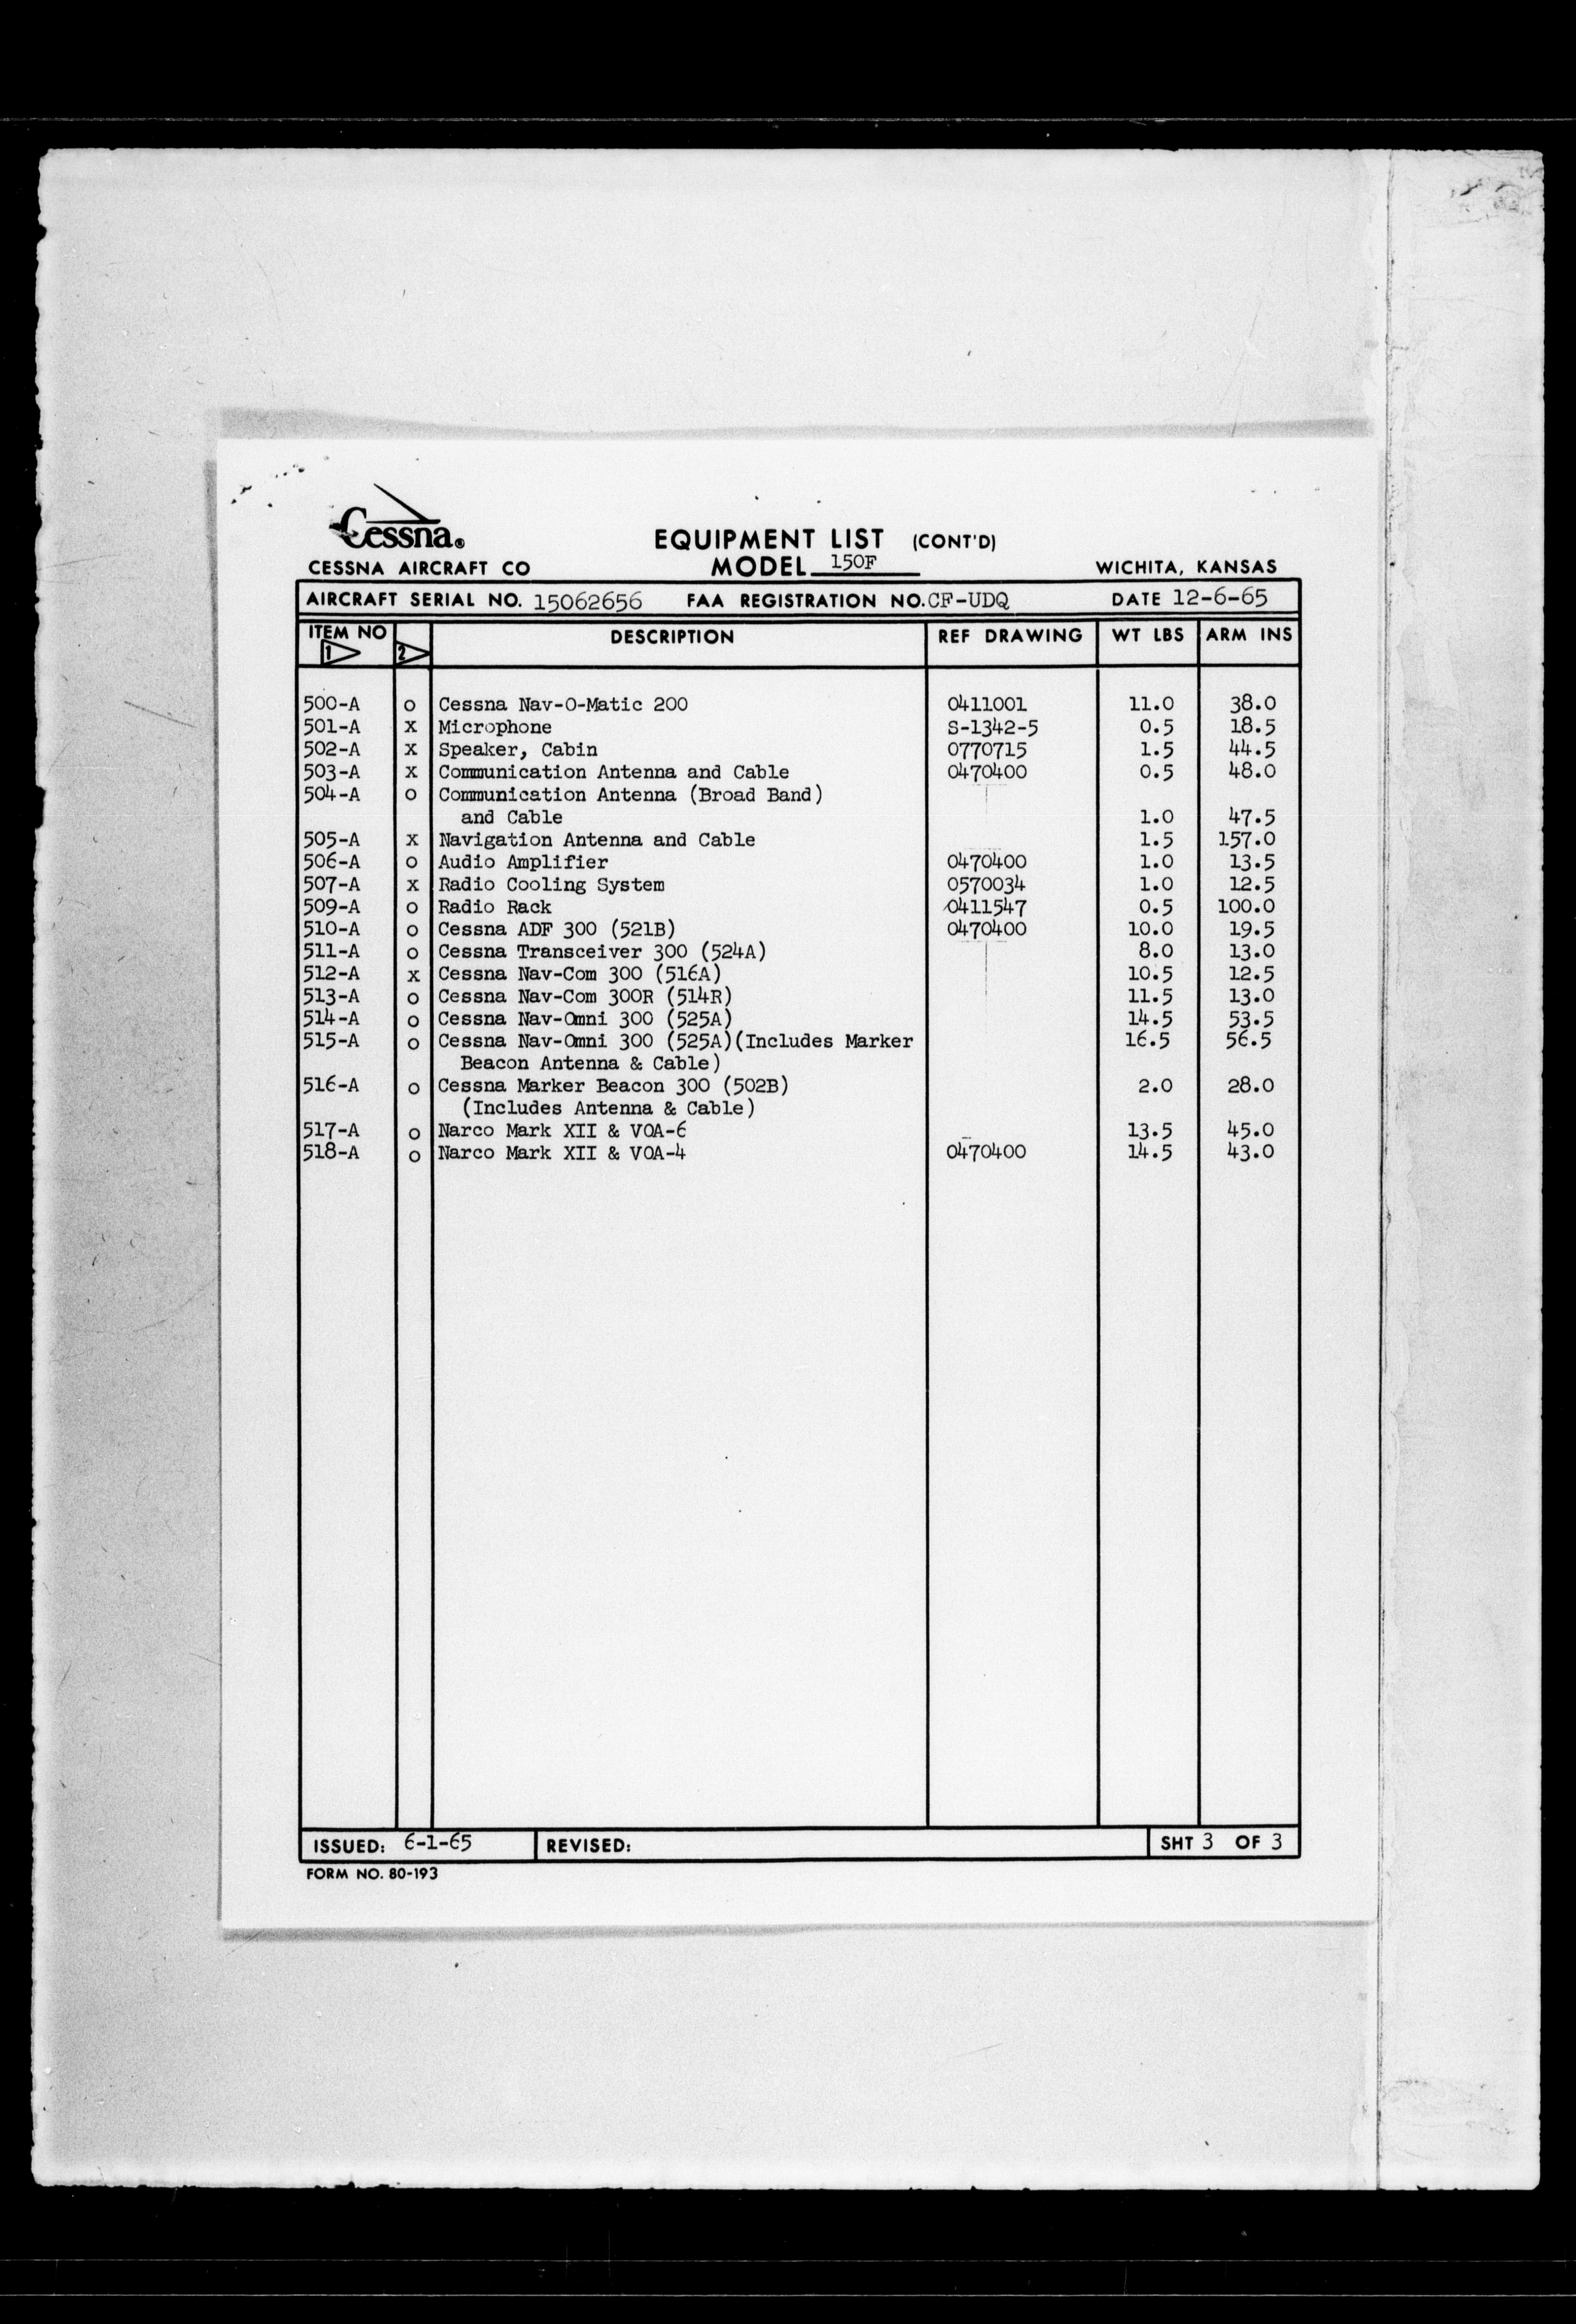 Cessna®
EQUIPMENT LIST (CONT'D)
CESSNA AIRCRAFT CO MODEL 150F WICHITA, KANSAS
AIRCRAFT SERIAL NO. 15062656 FAA REGISTRATION NO. CF-UDQ DATE 12-6-65
ITEM NO 1 2 DESCRIPTION REF DRAWING WT LBS ARM INS
500-A o Cessna Nav-O-Matic 200 0411001 11.0 38.0
501-A x Microphone S-1342-5 0.5 18.5
502-A x Speaker, Cabin 0770715 1.5 44.5
503-A x Communication Antenna and Cable 0470400 0.5 48.0
504-A o Communication Antenna (Broad Band)
and Cable 1.0 47.5
505-A x Navigation Antenna and Cable 1.5 157.0
506-A o Audio Amplifier 0470400 1.0 13.5
507-A x Radio Cooling System 0570034 1.0 12.5
509-A o Radio Rack 0411547 0.5 100.0
510-A o Cessna ADF 300 (521B) 0470400 10.0 19.5
511-A o Cessna Transceiver 300 (524A) 8.0 13.0
512-A x Cessna Nav-Com 300 (516A) 10.5 12.5
513-A o Cessna Nav-Com 300R (514R) 11.5 13.0
514-A o Cessna Nav-Omni 300 (525A) 14.5 53.5
515-A o Cessna Nav-Omni 300 (525A)(Includes Marker 16.5 56.5
Beacon Antenna & Cable)
516-A o Cessna Marker Beacon 300 (502B) 2.0 28.0
(Includes Antenna & Cable)
517-A o Narco Mark XII & VOA-6 13.5 45.0
518-A o Narco Mark XII & VOA-4 0470400 14.5 43.0
ISSUED: 6-1-65 REVISED: SHT 3 OF 3
FORM NO. 80-193